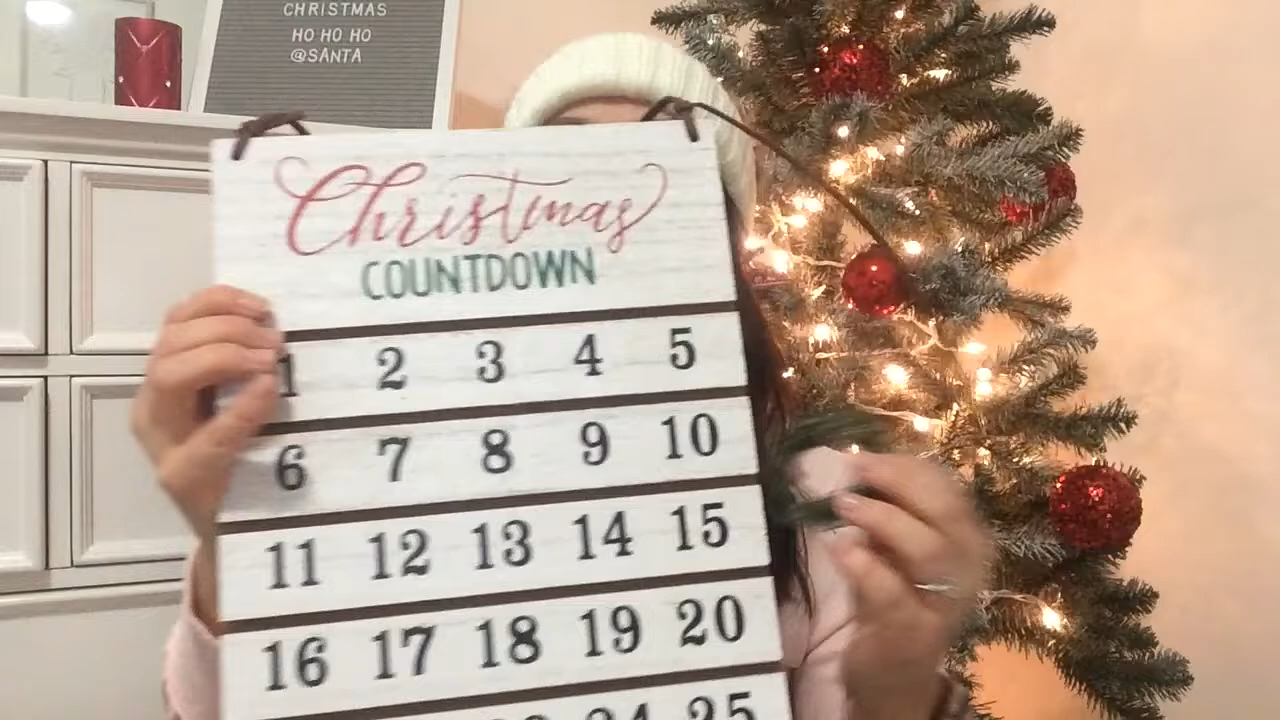 CHRISTMAS
HO HO HO
@SANTA
Christmas
COUNTDOWN
1 2 3 4 5
6 7 8 9 10
11 12 13 14 15
16 17 18 19 20
24 25